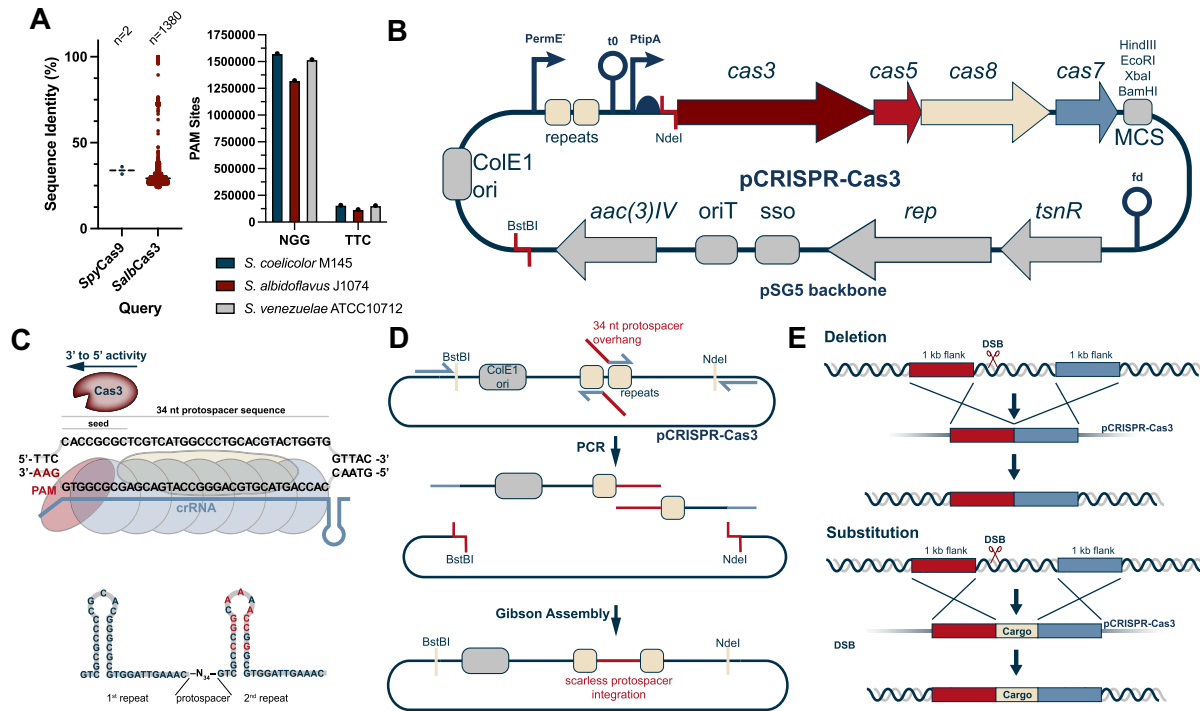 A
n=2
n=1380
Sequence Identity (%)
100
50
0
SpyCas9
SalbCas3
Query
PAM Sites
1750000
1500000
1250000
1000000
750000
500000
250000
0
NGG
TTC
S. coelicolor M145
S. albidoflavus J1074
S. venezuelae ATCC10712
B
PermE*
t0
PtipA
cas3
cas5
cas8
cas7
HindIII
EcoRI
XbaI
BamHI
repeats
NdeI
MCS
ColE1
ori
pCRISPR-Cas3
fd
BstBI
aac(3)IV
oriT
sso
rep
tsnR
pSG5 backbone
C
3' to 5' activity
Cas3
34 nt protospacer sequence
seed
CACCGCGCTCGTCATGGCCCTGCACGTACTGGTG
5'-TTC
GTTAC -3'
3'-AAG
CAATG -5'
PAM
GTGGCGCGAGCAGTACCGGGACGTGCATGACCAC
crRNA
GTCGCGCCCCGCACGGGCGCGTGGATTGAAAC
N34
GTCGCCCGGCAAAACCGGCGTGGATTGAAAC
1st repeat
protospacer
2nd repeat
D
34 nt protospacer
overhang
BstBI
ColE1
ori
NdeI
repeats
pCRISPR-Cas3
PCR
BstBI
NdeI
Gibson Assembly
BstBI
NdeI
scarless protospacer
integration
E
Deletion
DSB
1 kb flank
1 kb flank
pCRISPR-Cas3
Substitution
DSB
1 kb flank
1 kb flank
Cargo
pCRISPR-Cas3
DSB
Cargo